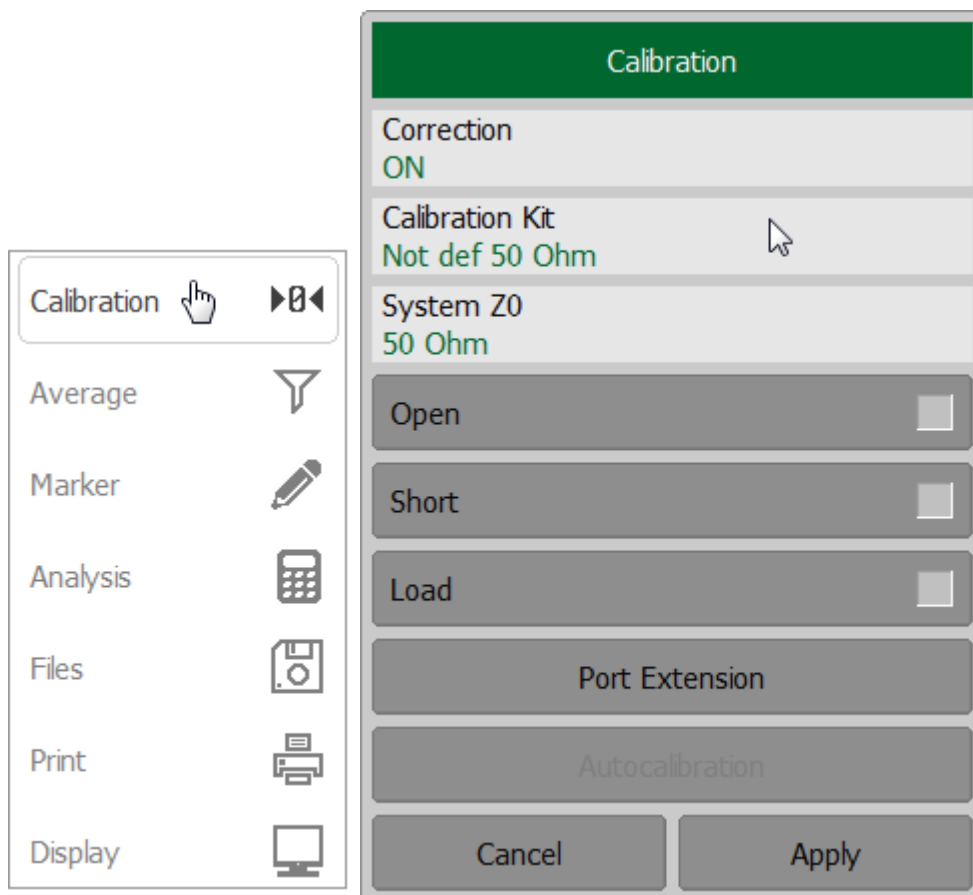 Calibration
Average
Marker
Analysis
Files
Print
Display
Calibration
Correction
ON
Calibration Kit
Not def 50 Ohm
System Z0
50 Ohm
Open
Short
Load
Port Extension
Autocalibration
Cancel
Apply